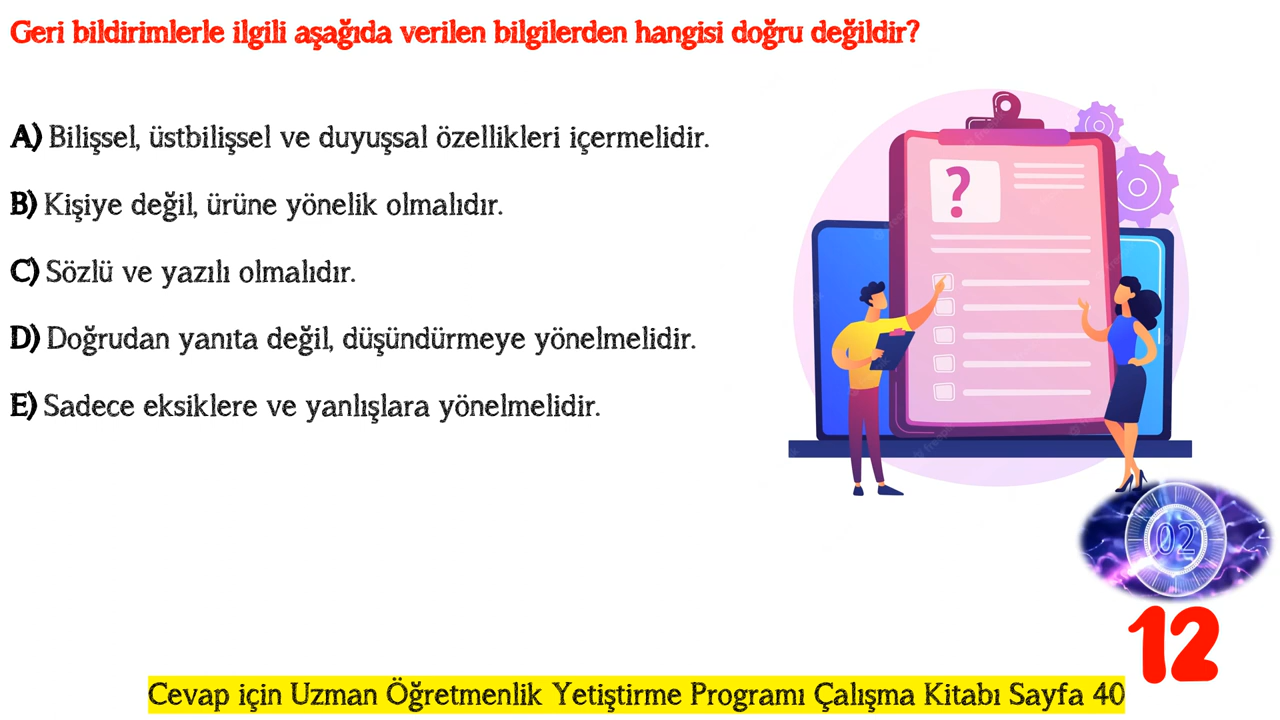 Geri bildirimlerle ilgili aşağıda verilen bilgilerden hangisi doğru değildir?
A) Bilişsel, üstbilişsel ve duyuşsal özellikleri içermelidir.
B) Kişiye değil, ürüne yönelik olmalıdır.
C) Sözlü ve yazılı olmalıdır.
D) Doğrudan yanıta değil, düşündürmeye yönelmelidir.
E) Sadece eksiklere ve yanlışlara yönelmelidir.
?
02
12
Cevap için Uzman Öğretmenlik Yetiştirme Programı Çalışma Kitabı Sayfa 40